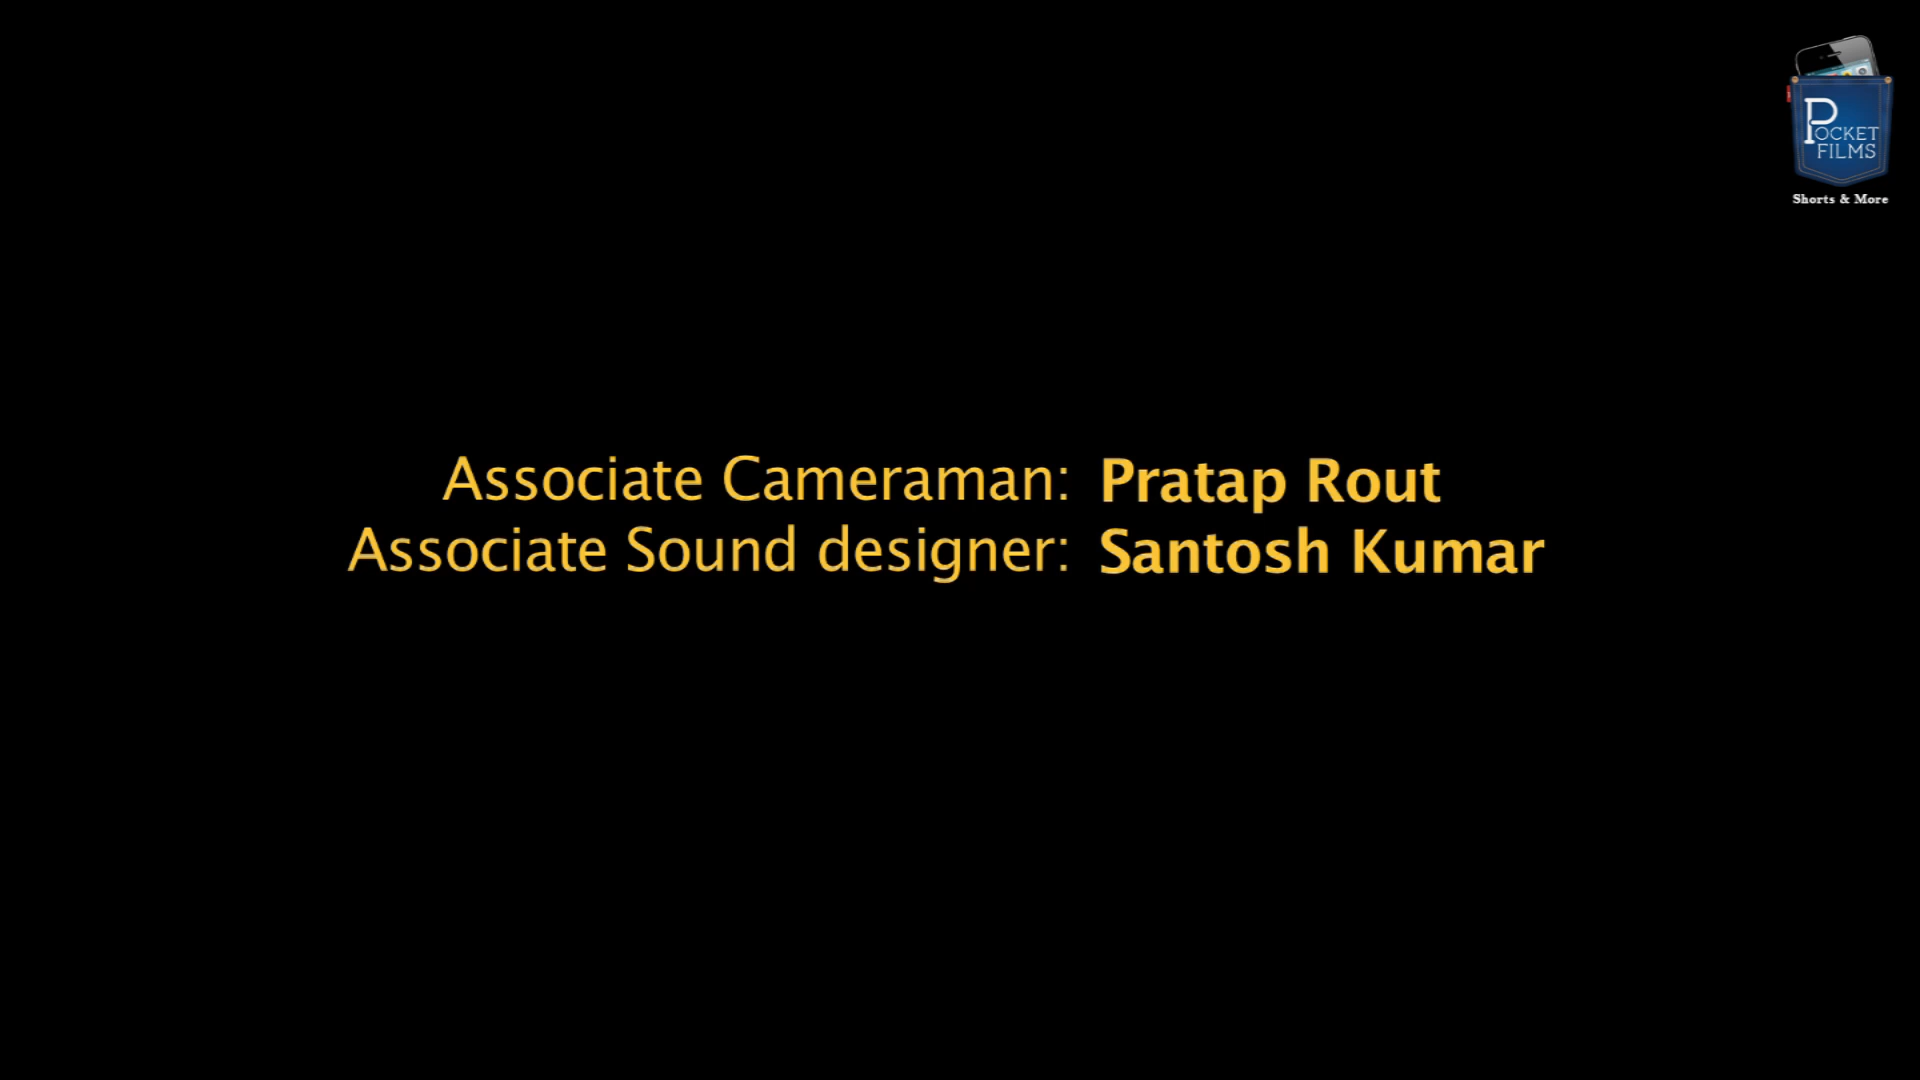 POCKET
FILMS
Shorts & More
Associate Cameraman: Pratap Rout
Associate Sound designer: Santosh Kumar